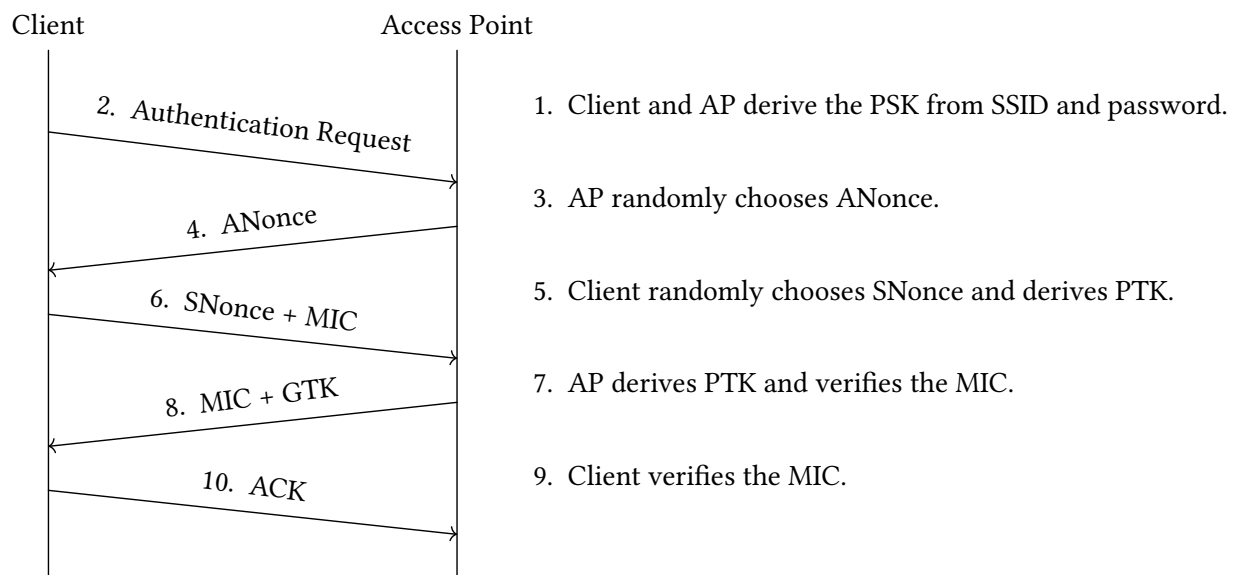 Client
Access Point
1. Client and AP derive the PSK from SSID and password.
2. Authentication Request
3. AP randomly chooses ANonce.
4. ANonce
5. Client randomly chooses SNonce and derives PTK.
6. SNonce + MIC
7. AP derives PTK and verifies the MIC.
8. MIC + GTK
9. Client verifies the MIC.
10. ACK